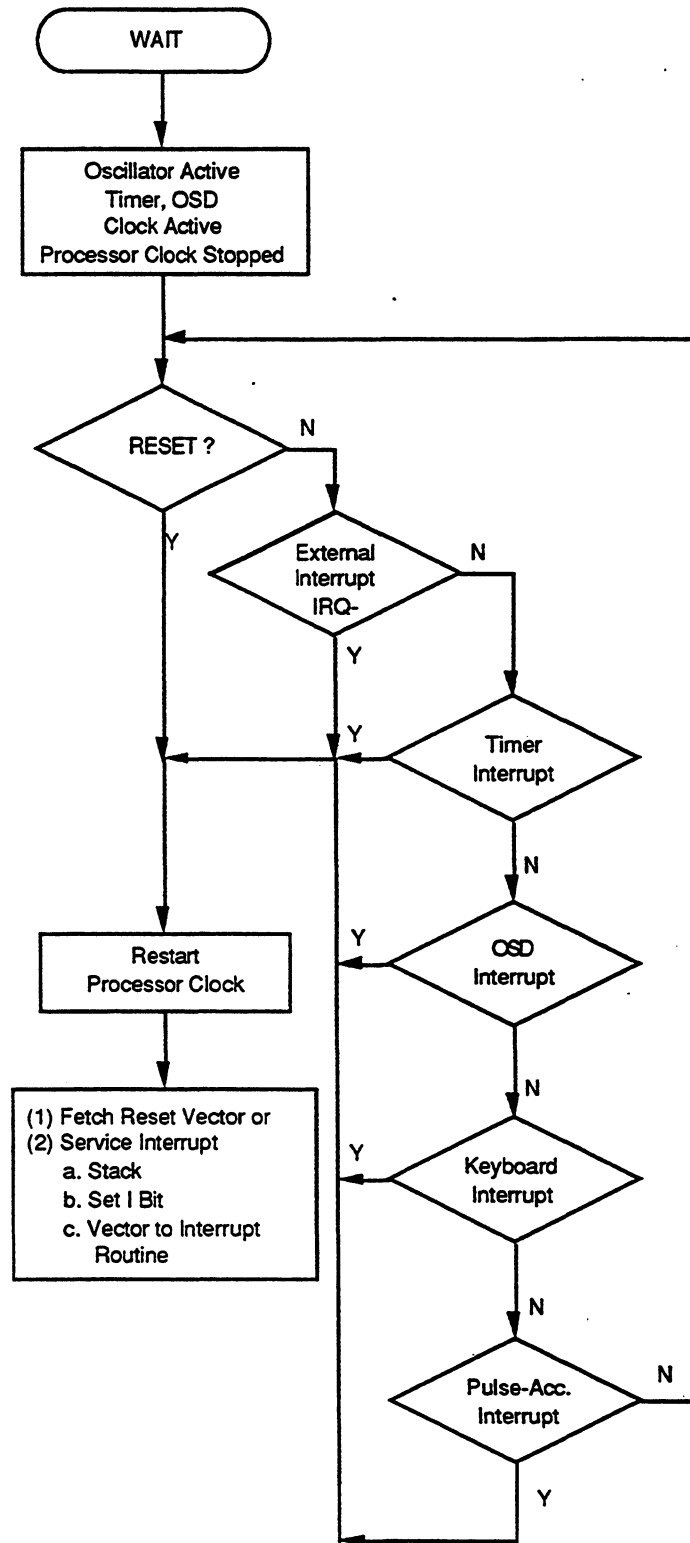 WAIT
Oscillator Active
Timer, OSD
Clock Active
Processor Clock Stopped
RESET ?
N
Y
External
Interrupt
IRQ-
N
Y
Timer
Interrupt
Y
N
OSD
Interrupt
Y
N
Restart
Processor Clock
Keyboard
Interrupt
Y
N
(1) Fetch Reset Vector or
(2) Service Interrupt
a. Stack
b. Set I Bit
c. Vector to Interrupt
Routine
Pulse-Acc.
Interrupt
N
Y